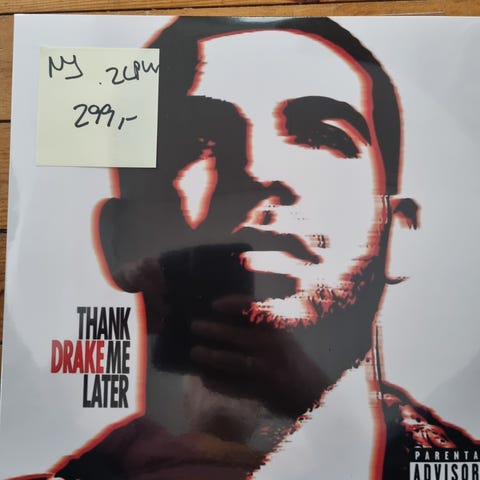 NY . 2LP
299,-
THANK
DRAKE ME
LATER
PARENTA
ADVISOR